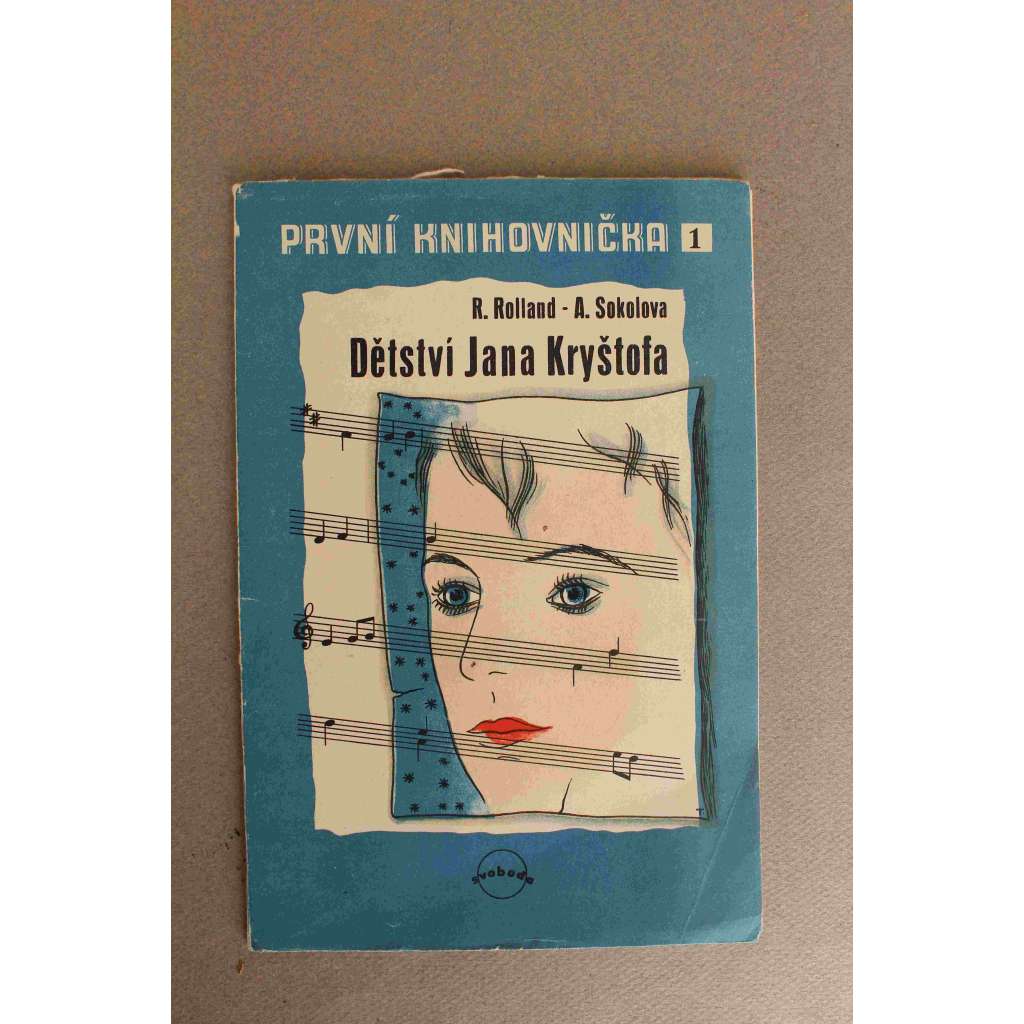 PRVNÍ KNIHOVNIČKA 1
R. Rolland - A. Sokolova
Dětství Jana Kryštofa
T.
svoboda